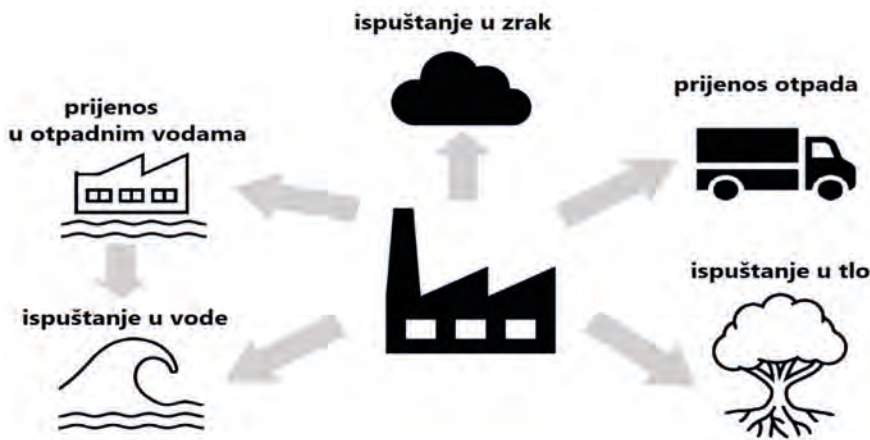 ispuštanje u zrak
prijenos otpada
prijenos
u otpadnim vodama
ispuštanje u tlo
ispuštanje u vode